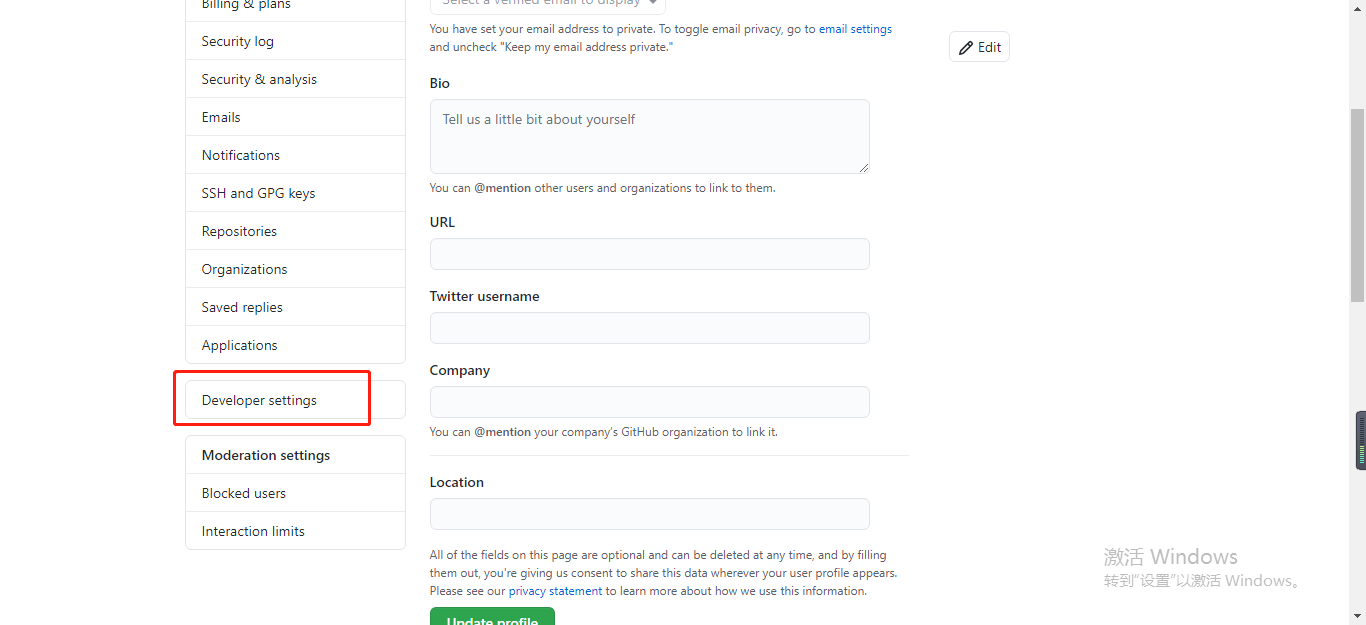 Billing & plans
Security log
Security & analysis
Emails
Notifications
SSH and GPG keys
Repositories
Organizations
Saved replies
Applications
Developer settings
Moderation settings
Blocked users
Interaction limits
Select a verified email to display
You have set your email address to private. To toggle email privacy, go to email settings
and uncheck "Keep my email address private."
Bio
Tell us a little bit about yourself
You can @mention other users and organizations to link to them.
URL
Twitter username
Company
You can @mention your company's GitHub organization to link it.
Location
All of the fields on this page are optional and can be deleted at any time, and by filling
them out, you're giving us consent to share this data wherever your user profile appears.
Please see our privacy statement to learn more about how we use this information.
Update profile
Edit
激活 Windows
转到"设置"以激活 Windows。